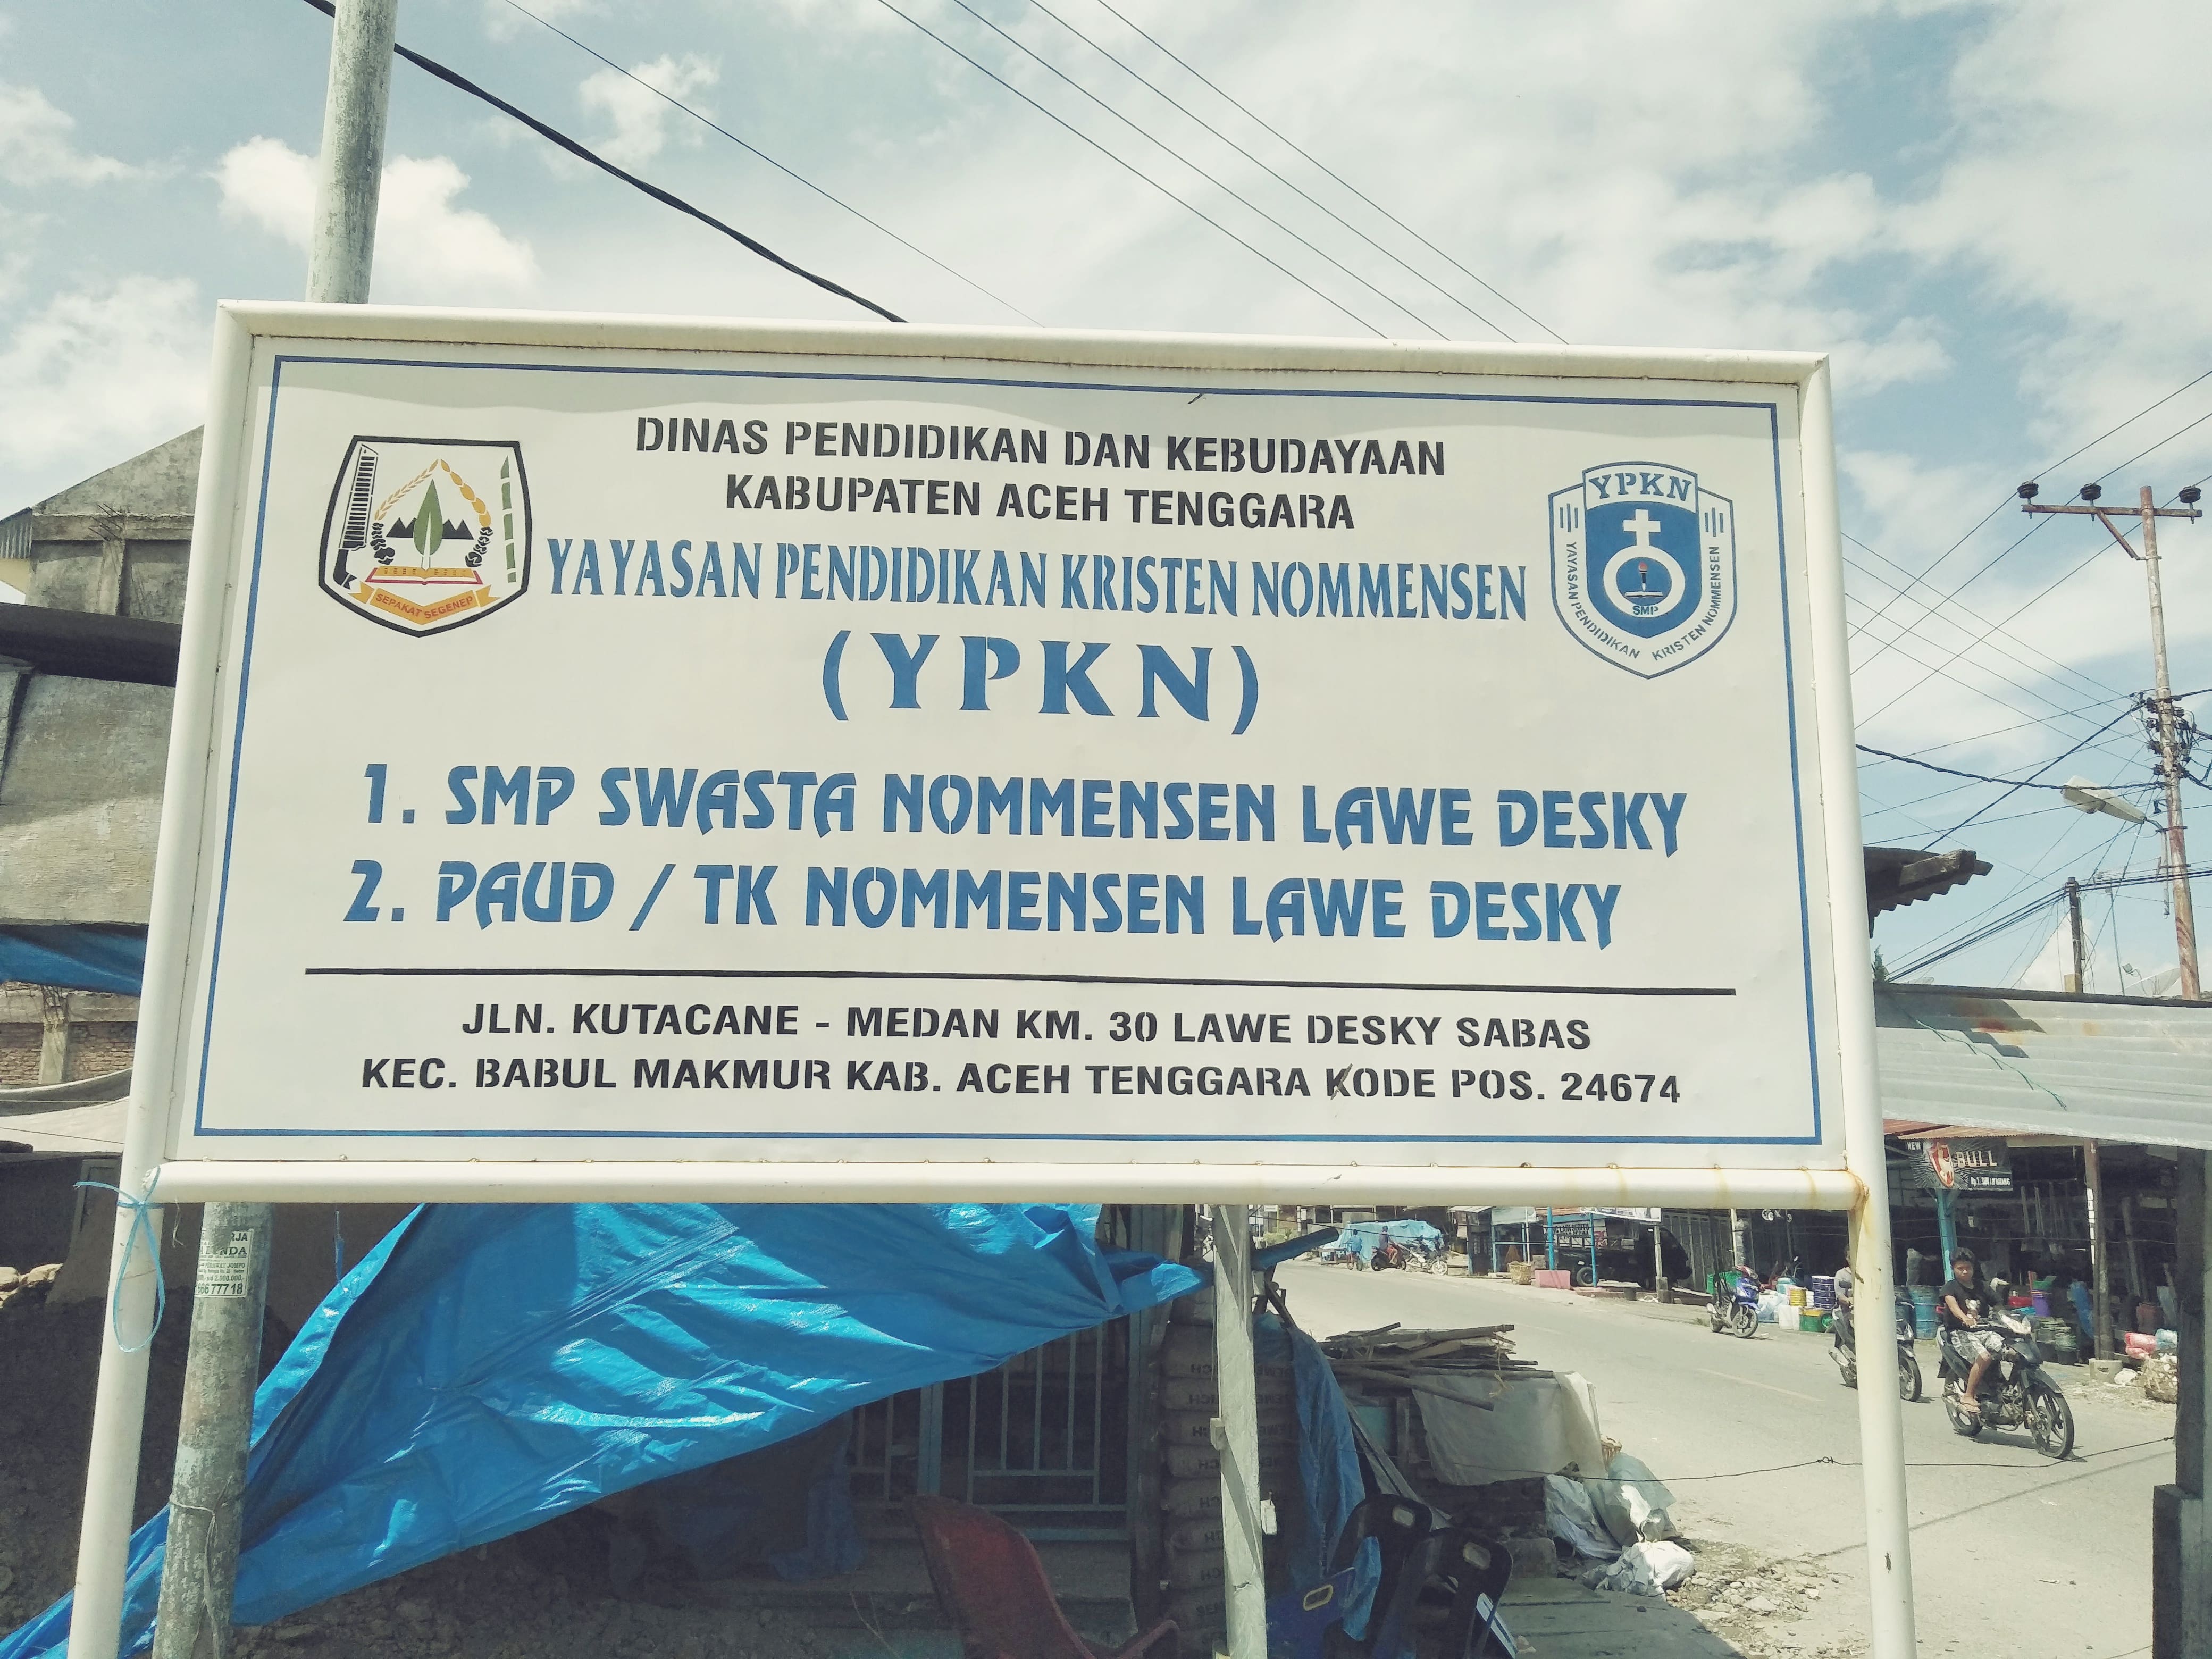 DINAS PENDIDIKAN DAN KEBUDAYAAN
KABUPATEN ACEH TENGGARA
YAYASAN PENDIDIKAN KRISTEN NOMMENSEN
(YPKN)
SEPAKAT SEGENEP
YPKN
SMP
YAYASAN PENDIDIKAN KRISTEN NOMMENSEN
1. SMP SWASTA NOMMENSEN LAWE DESKY
2. PAUD / TK NOMMENSEN LAWE DESKY
JLN. KUTACANE - MEDAN KM. 30 LAWE DESKY SABAS
KEC. BABUL MAKMUR KAB. ACEH TENGGARA KODE POS. 24674
NEW
BULL